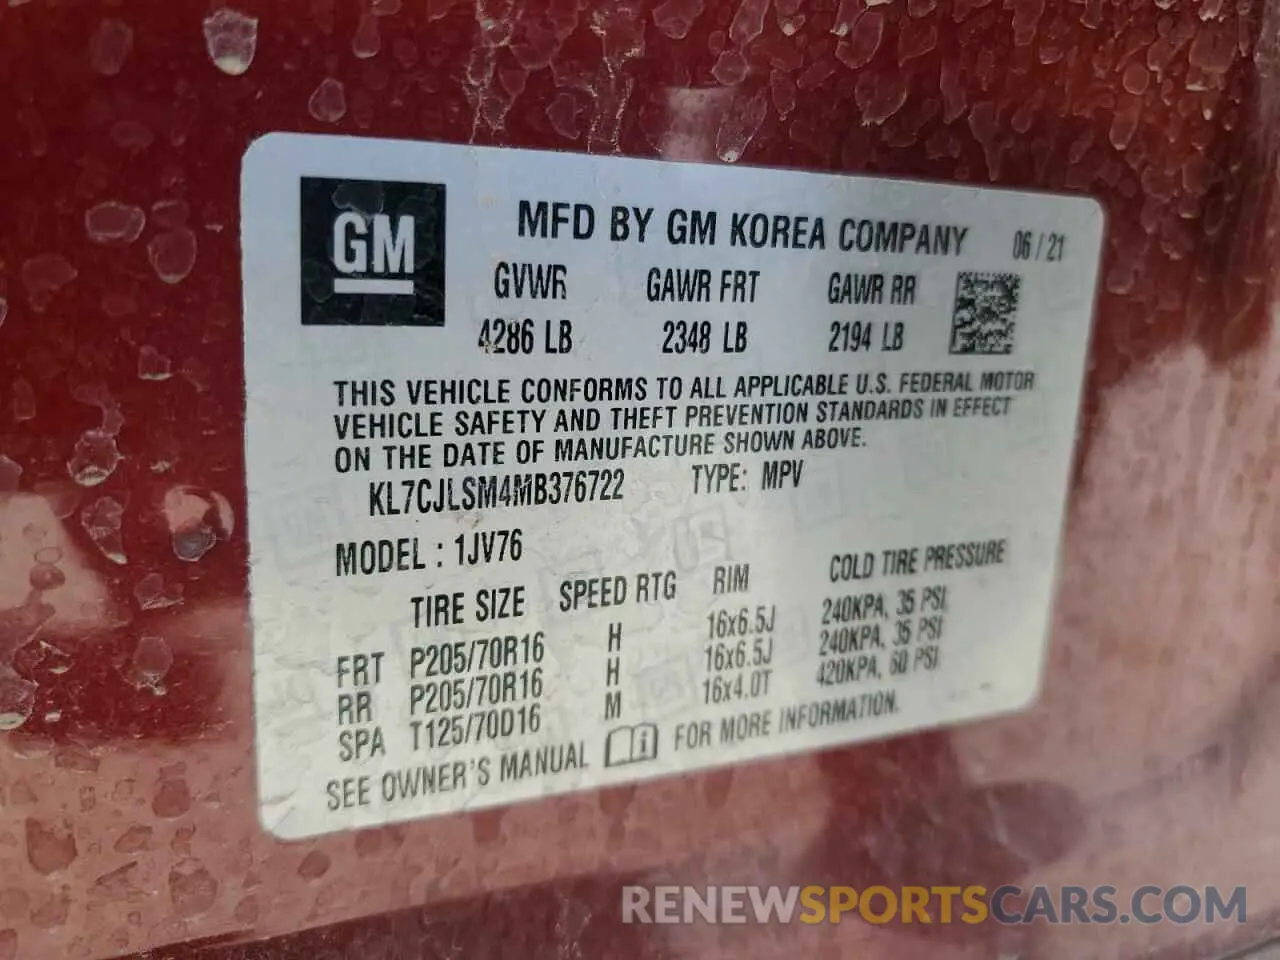 GM
MFD BY GM KOREA COMPANY 06 / 21
GVWR GAWR FRT GAWR RR
4286 LB 2348 LB 2194 LB
THIS VEHICLE CONFORMS TO ALL APPLICABLE U.S. FEDERAL MOTOR
VEHICLE SAFETY AND THEFT PREVENTION STANDARDS IN EFFECT
ON THE DATE OF MANUFACTURE SHOWN ABOVE.
KL7CJLSM4MB376722 TYPE: MPV
MODEL : 1JV76
TIRE SIZE SPEED RTG RIM COLD TIRE PRESSURE
FRT P205/70R16 H 16x6.5J 240KPA, 35 PSI
RR P205/70R16 H 16x6.5J 240KPA, 35 PSI
SPA T125/70D16 M 16x4.0T 420KPA, 60 PSI
SEE OWNER'S MANUAL FOR MORE INFORMATION.
RENEWSPORTSCARS.COM